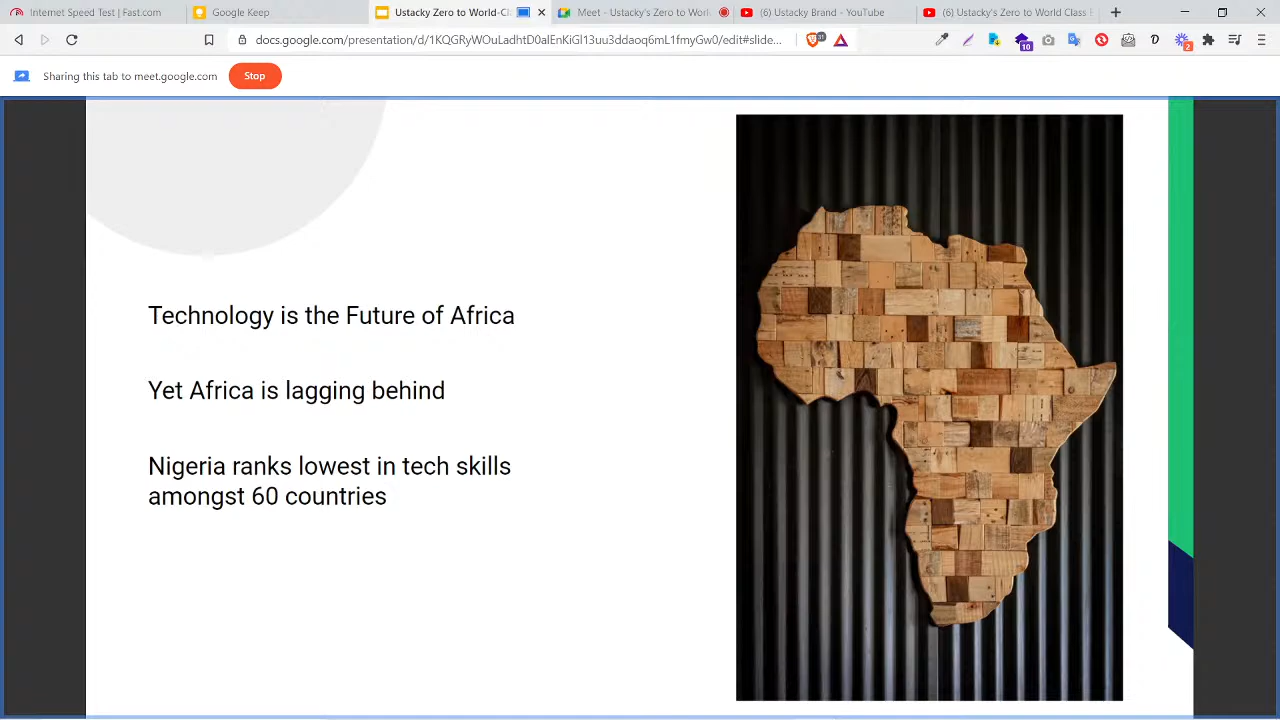 Internet Speed Test | Fast.com
Google Keep
Ustacky Zero to World-Cl
Meet - Ustacky's Zero to Worl
(6) Ustacky Brand - YouTube
(6) Ustacky's Zero to World Class E
docs.google.com/presentation/d/1KQGRyWOuLadhtD0alEnKiGl13uu3ddaoq6mL1fmyGw0/edit#slide...
31
10
2
Sharing this tab to meet.google.com
Stop
Technology is the Future of Africa
Yet Africa is lagging behind
Nigeria ranks lowest in tech skills
amongst 60 countries